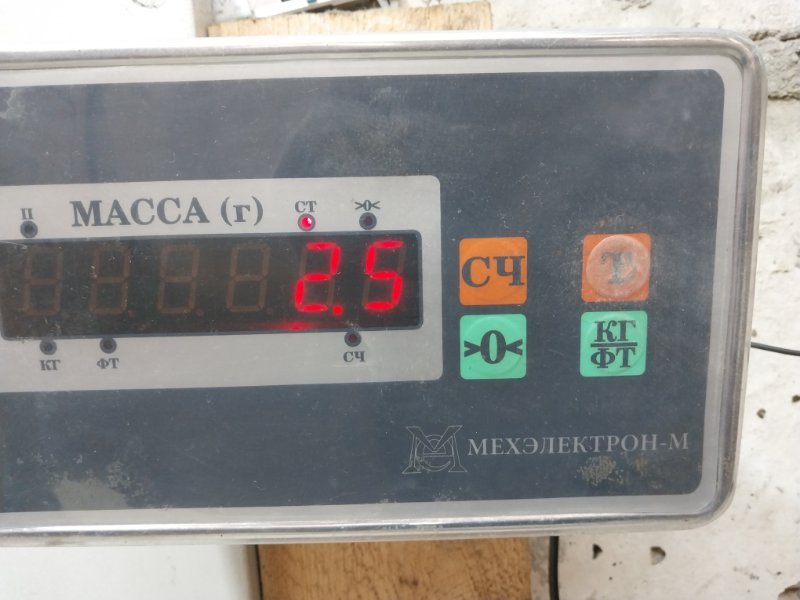 П МАССА (г) СТ >0<
2.5
КГ ФТ СЧ
СЧ Т
>0< КГ/ФТ
МЕХЭЛЕКТРОН-М